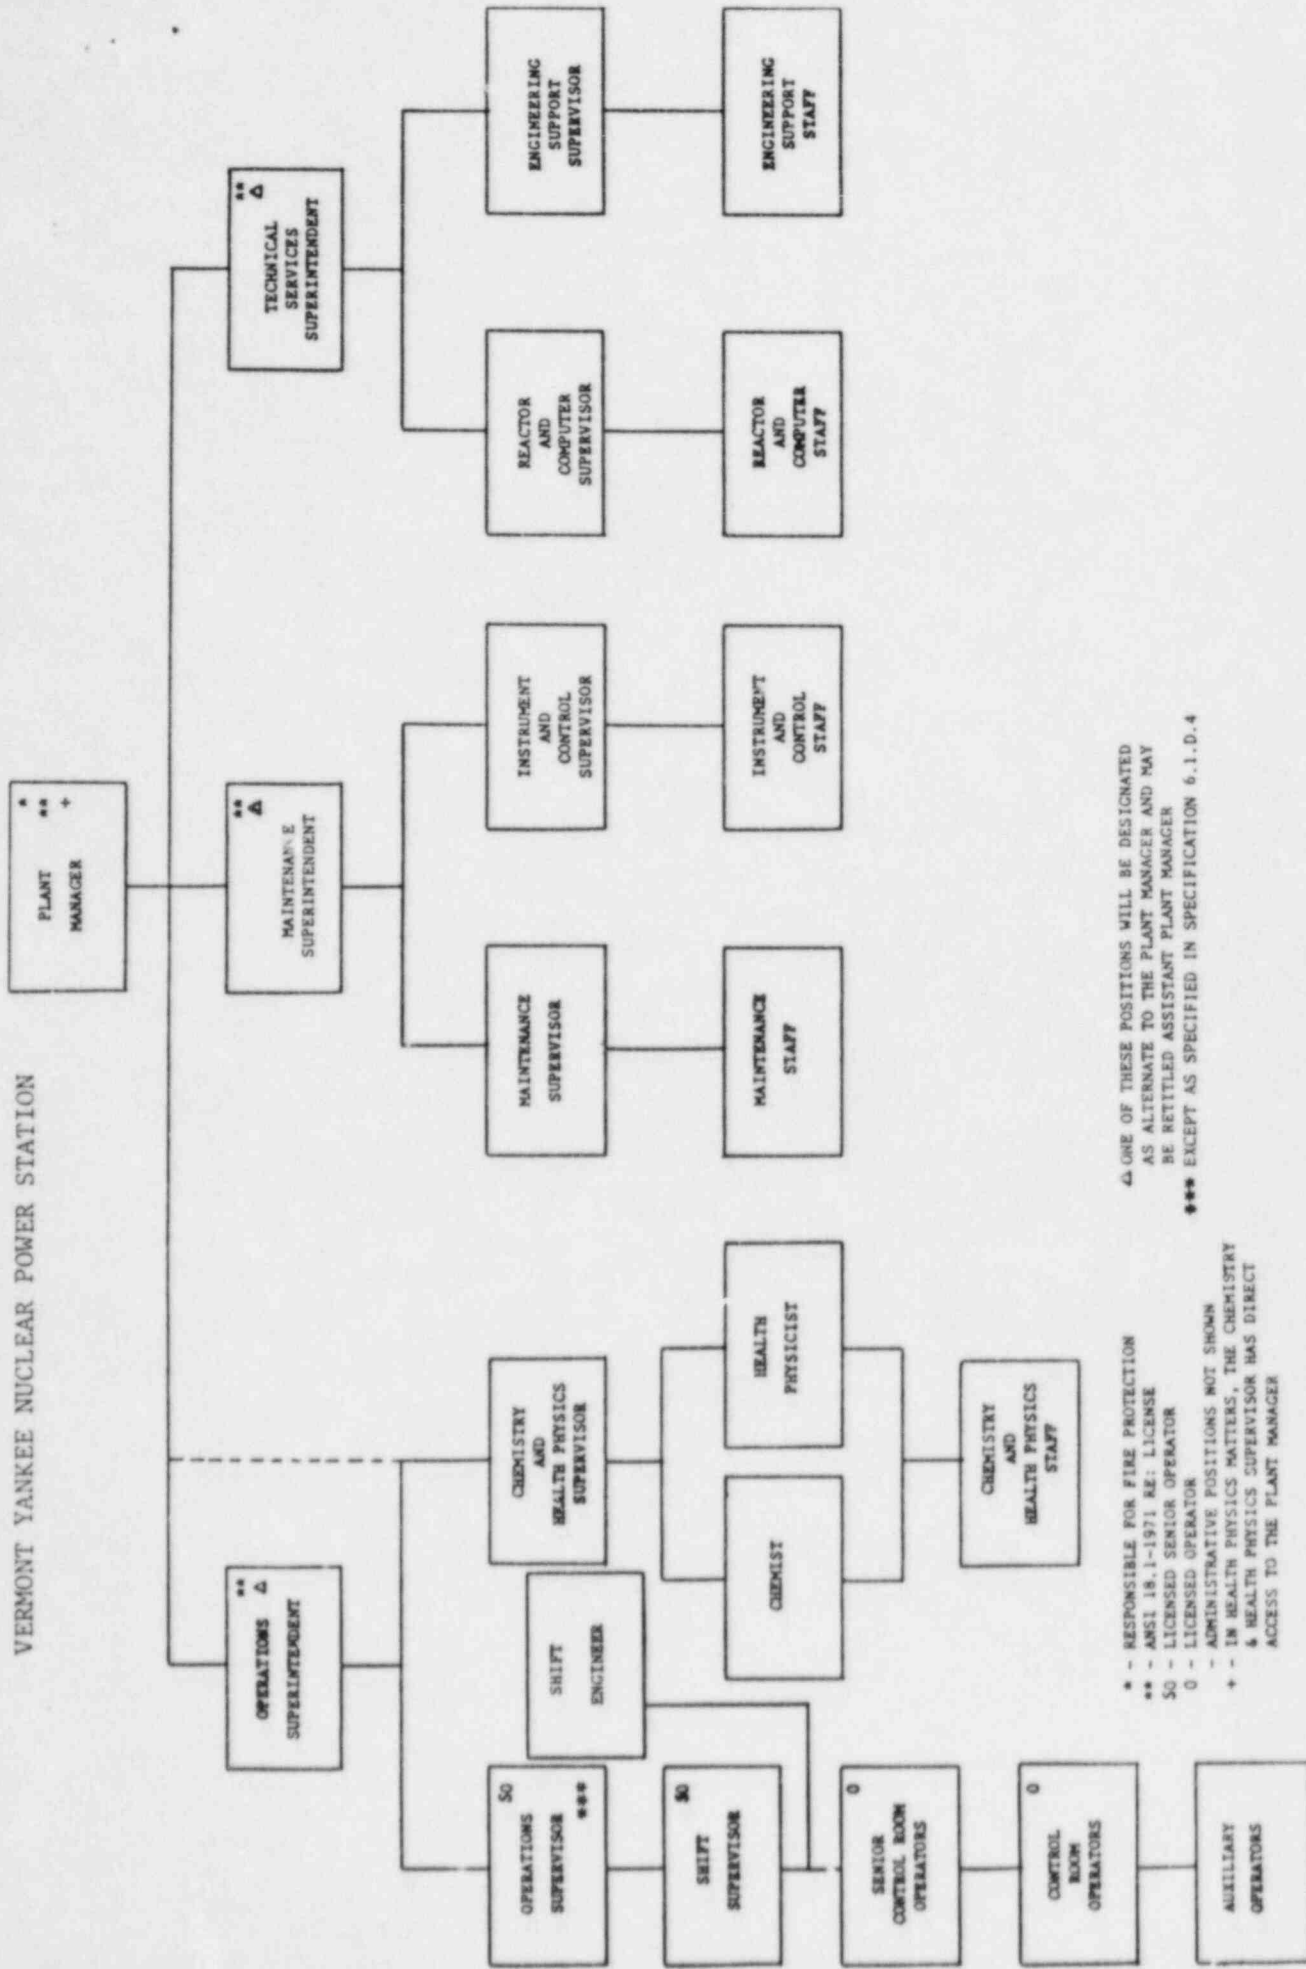 VERMONT YANKEE NUCLEAR POWER STATION
PLANT
MANAGER
*
**
+
OPERATIONS
SUPERINTENDENT
**
Δ
MAINTENANCE
SUPERINTENDENT
**
Δ
TECHNICAL
SERVICES
SUPERINTENDENT
**
Δ
OPERATIONS
SUPERVISOR
SO
***
CHEMISTRY
AND
HEALTH PHYSICS
SUPERVISOR
MAINTENANCE
SUPERVISOR
INSTRUMENT
AND
CONTROL
SUPERVISOR
REACTOR
AND
COMPUTER
SUPERVISOR
ENGINEERING
SUPPORT
SUPERVISOR
SHIFT
ENGINEER
SHIFT
SUPERVISOR
SO
CHEMIST
HEALTH
PHYSICIST
MAINTENANCE
STAFF
INSTRUMENT
AND
CONTROL
STAFF
REACTOR
AND
COMPUTER
STAFF
ENGINEERING
SUPPORT
STAFF
SENIOR
CONTROL ROOM
OPERATORS
O
CHEMISTRY
AND
HEALTH PHYSICS
STAFF
CONTROL
ROOM
OPERATORS
O
AUXILIARY
OPERATORS
* - RESPONSIBLE FOR FIRE PROTECTION
** - ANSI 18.1-1971 RE: LICENSE
SO - LICENSED SENIOR OPERATOR
O - LICENSED OPERATOR
- ADMINISTRATIVE POSITIONS NOT SHOWN
+ - IN HEALTH PHYSICS MATTERS, THE CHEMISTRY
& HEALTH PHYSICS SUPERVISOR HAS DIRECT
ACCESS TO THE PLANT MANAGER
Δ ONE OF THESE POSITIONS WILL BE DESIGNATED
AS ALTERNATE TO THE PLANT MANAGER AND MAY
BE RETITLED ASSISTANT PLANT MANAGER
*** EXCEPT AS SPECIFIED IN SPECIFICATION 6.1.D.4